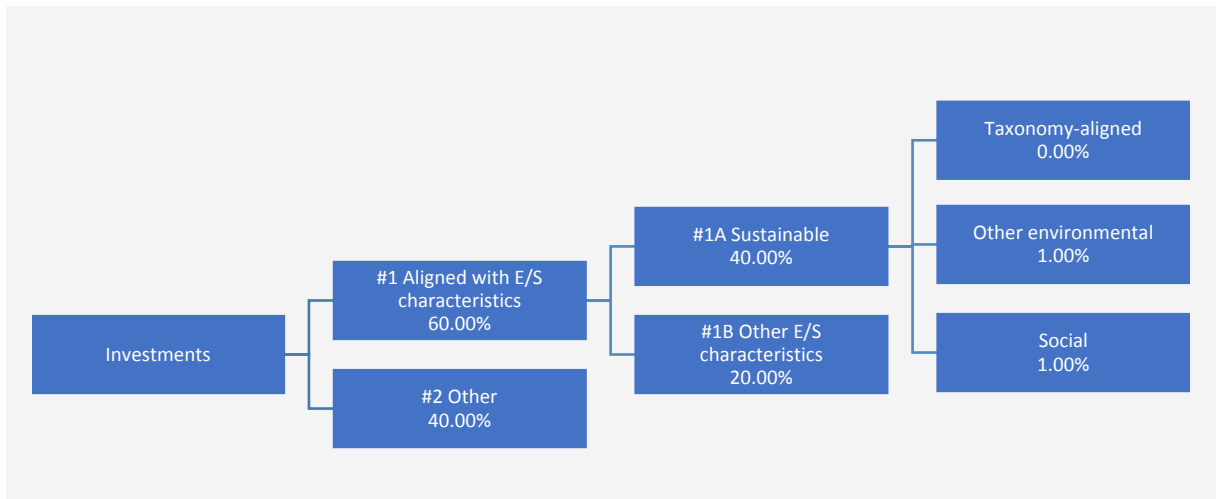 Investments
#1 Aligned with E/S
characteristics
60.00%
#2 Other
40.00%
#1A Sustainable
40.00%
#1B Other E/S
characteristics
20.00%
Taxonomy-aligned
0.00%
Other environmental
1.00%
Social
1.00%